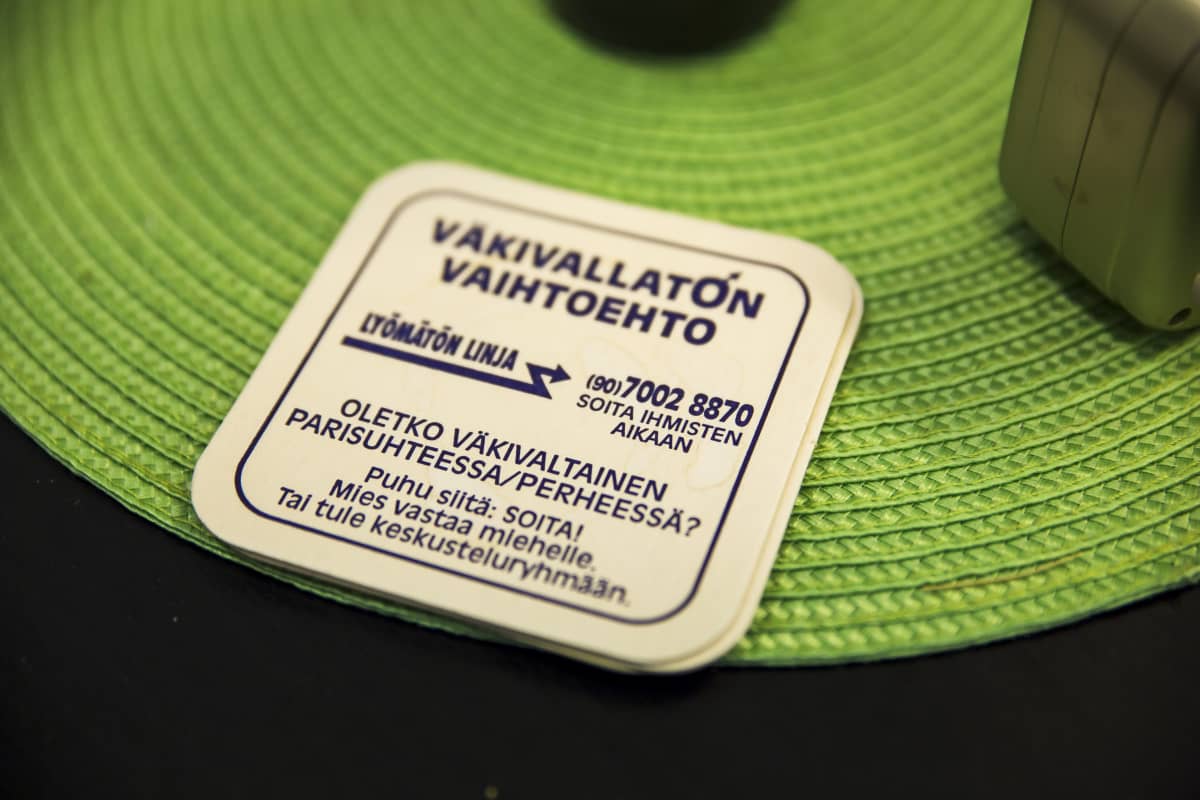 VÄKIVALLATON
VAIHTOEHTO
LYÖMÄTÖN LINJA
(90)7002 8870
SOITA IHMISTEN
AIKAAN
OLETKO VÄKIVALTAINEN
PARISUHTEESSA/PERHEESSÄ?
Puhu siitä: SOITA!
Mies vastaa miehelle.
Tai tule keskusteluryhmään.